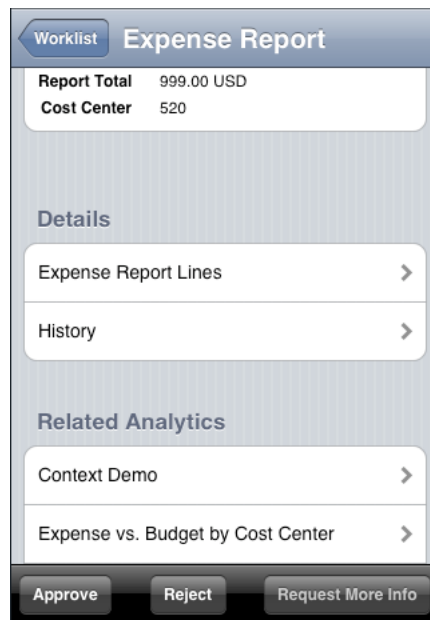 Worklist Expense Report
Report Total 999.00 USD
Cost Center 520
Details
Expense Report Lines
History
Related Analytics
Context Demo
Expense vs. Budget by Cost Center
Approve Reject Request More Info